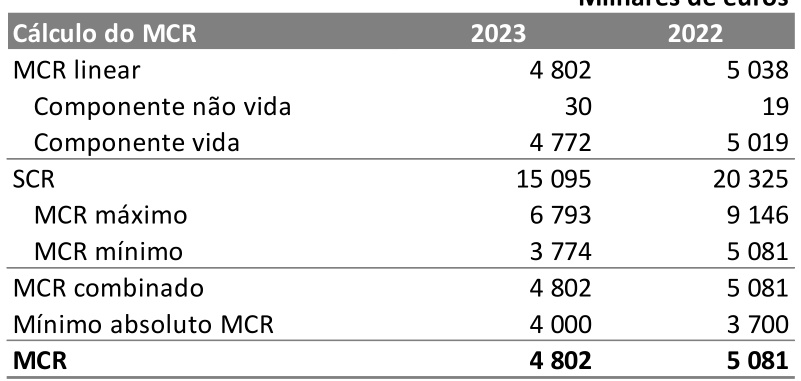 Milhares de euros
Cálculo do MCR 2023 2022
MCR linear 4 802 5 038
Componente não vida 30 19
Componente vida 4 772 5 019
SCR 15 095 20 325
MCR máximo 6 793 9 146
MCR mínimo 3 774 5 081
MCR combinado 4 802 5 081
Mínimo absoluto MCR 4 000 3 700
MCR 4 802 5 081